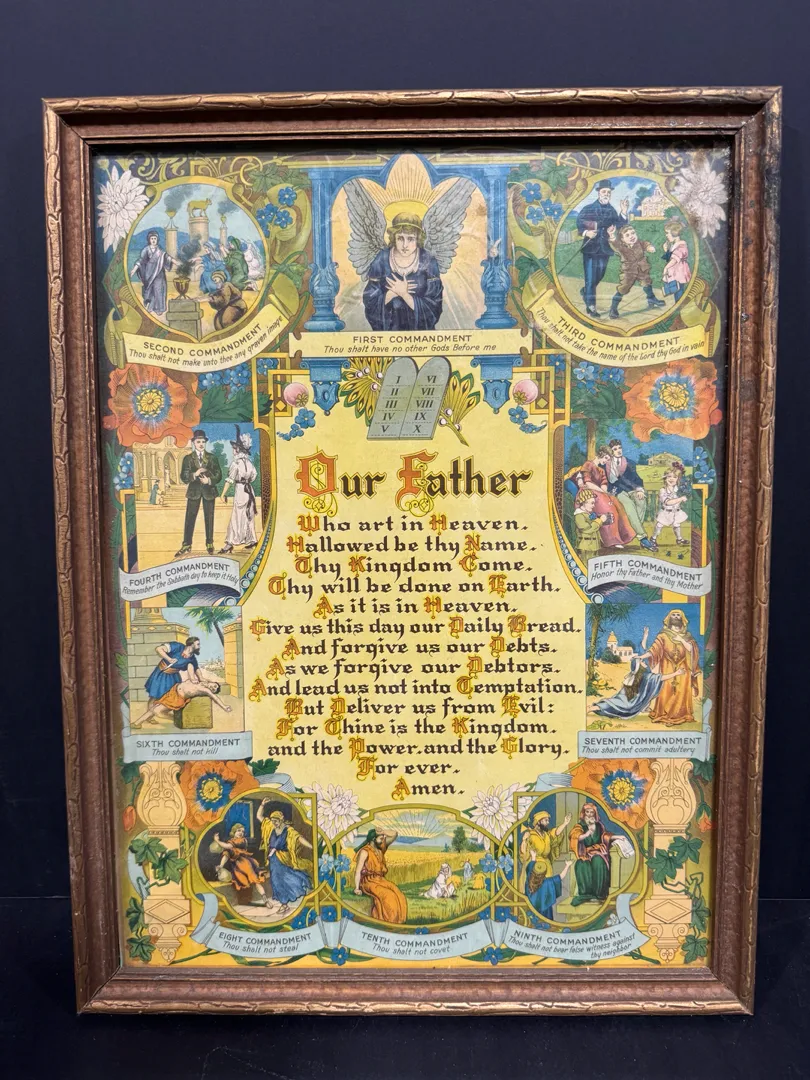 SECOND COMMANDMENT
Thou shalt not make unto thee any graven image
FIRST COMMANDMENT
Thou shalt have no other Gods Before me
THIRD COMMANDMENT
Thou shalt not take the name of the Lord thy God in vain
I VI
II VII
III VIII
IV IX
V X
Our Father
Who art in Heaven.
Hallowed be thy Name.
Thy Kingdom Come.
Thy will be done on Earth.
As it is in Heaven.
Give us this day our Daily Bread.
And forgive us our Debts.
As we forgive our Debtors.
And lead us not into Temptation.
But Deliver us from Evil:
For Thine is the Kingdom.
and the Power. and the Glory.
For ever.
Amen.
FOURTH COMMANDMENT
Remember the Sabbath day to keep it Holy
FIFTH COMMANDMENT
Honor thy Father and thy Mother
SIXTH COMMANDMENT
Thou shalt not kill
SEVENTH COMMANDMENT
Thou shalt not commit adultery
EIGHT COMMANDMENT
Thou shalt not steal
TENTH COMMANDMENT
Thou shalt not covet
NINTH COMMANDMENT
Thou shalt not bear false witness against
thy neighbor